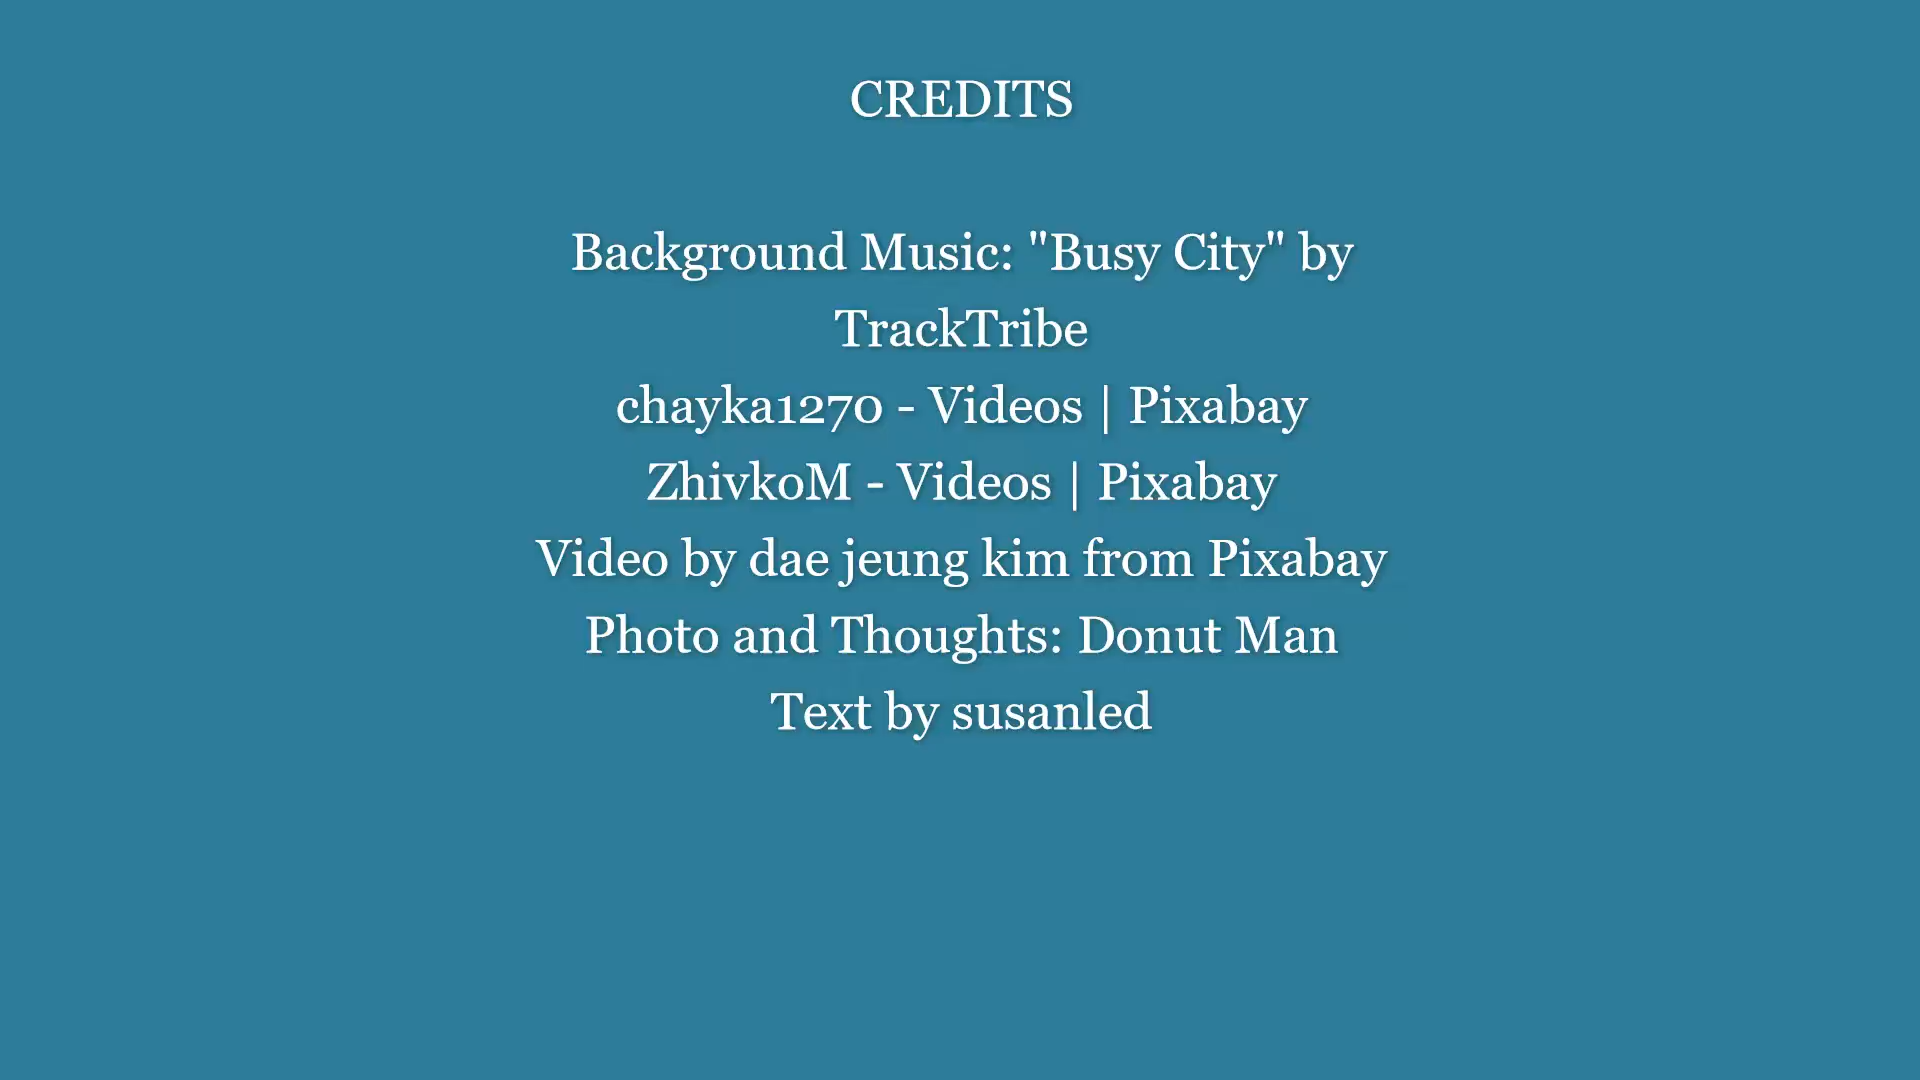 CREDITS
Background Music: "Busy City" by
TrackTribe
chayka1270 - Videos | Pixabay
ZhivkoM - Videos | Pixabay
Video by dae jeung kim from Pixabay
Photo and Thoughts: Donut Man
Text by susanled